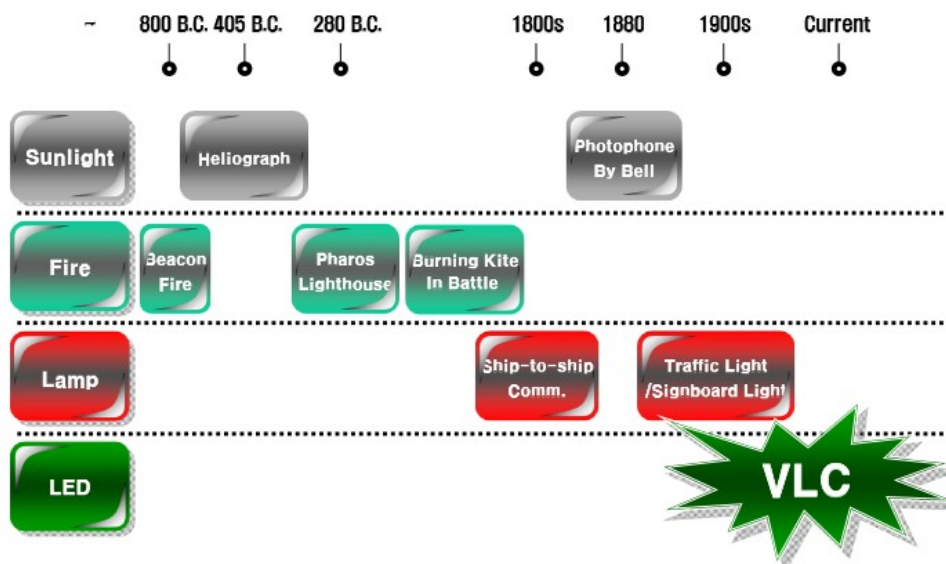 ~ 800 B.C. 405 B.C. 280 B.C. 1800s 1880 1900s Current
Sunlight
Heliograph
Photophone
By Bell
Fire
Beacon
Fire
Pharos
Lighthouse
Burning Kite
In Battle
Lamp
Ship-to-ship
Comm.
Traffic Light
/Signboard Light
LED
VLC